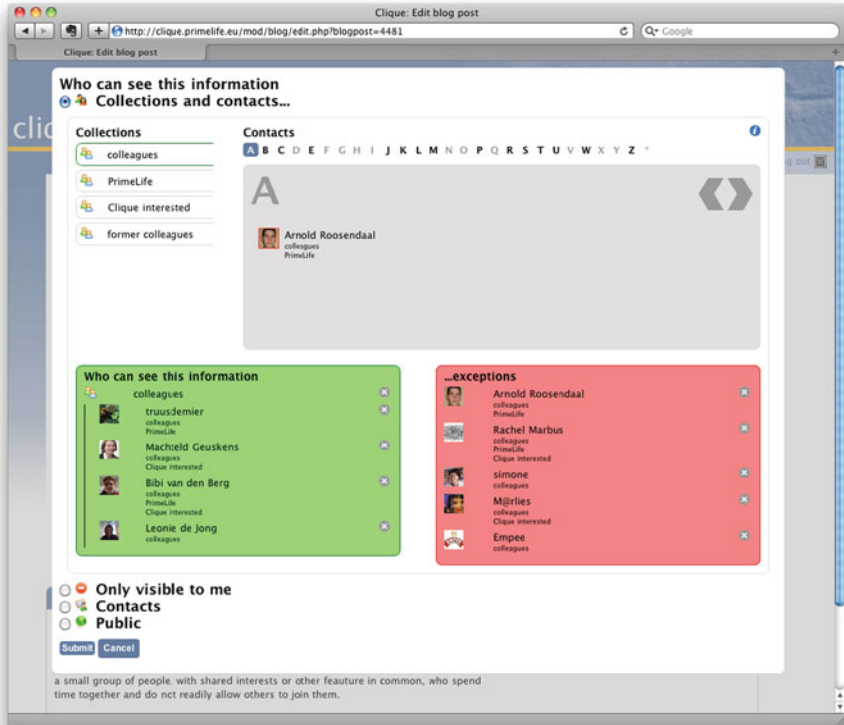 Clique: Edit blog post
http://clique.primelife.eu/mod/blog/edit.php?blogpost=4481
Google
Clique: Edit blog post
Who can see this information
Collections and contacts...
Collections
colleagues
PrimeLife
Clique interested
former colleagues
Contacts
A B C D E F G H I J K L M N O P Q R S T U V W X Y Z *
A
Arnold Roosendaal
colleagues
PrimeLife
Who can see this information
colleagues
truusdemier
colleagues
PrimeLife
Machteld Geuskens
colleagues
Clique interested
Bibi van den Berg
colleagues
PrimeLife
Clique interested
Leonie de Jong
colleagues
...exceptions
Arnold Roosendaal
colleagues
PrimeLife
Rachel Marbus
colleagues
PrimeLife
Clique interested
simone
colleagues
M@rlies
colleagues
Clique interested
Empee
colleagues
Only visible to me
Contacts
Public
Submit Cancel
cliq
g out
a small group of people, with shared interests or other feauture in common, who spend
time together and do not readily allow others to join them.